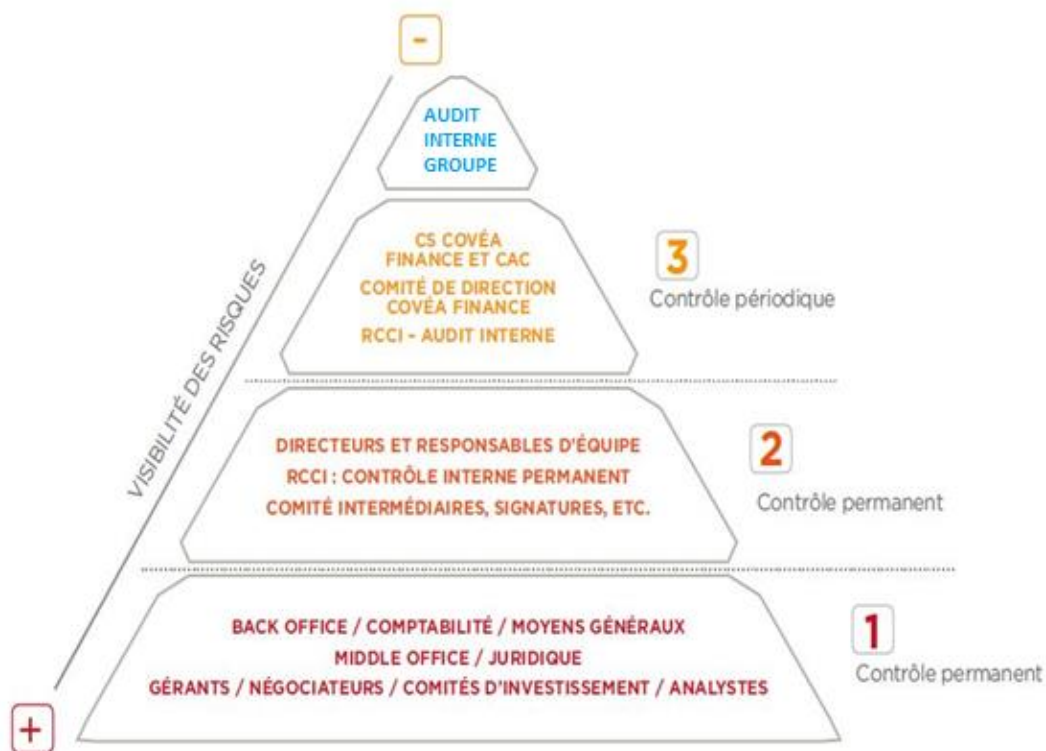 -
AUDIT
INTERNE
GROUPE
CS COVÉA
FINANCE ET CAC
COMITÉ DE DIRECTION
COVÉA FINANCE
RCCI - AUDIT INTERNE
3
Contrôle périodique
VISIBILITÉ DES RISQUES
DIRECTEURS ET RESPONSABLES D'ÉQUIPE
RCCI : CONTRÔLE INTERNE PERMANENT
COMITÉ INTERMÉDIAIRES, SIGNATURES, ETC.
2
Contrôle permanent
BACK OFFICE / COMPTABILITÉ / MOYENS GÉNÉRAUX
MIDDLE OFFICE / JURIDIQUE
GÉRANTS / NÉGOCIATEURS / COMITÉS D'INVESTISSEMENT / ANALYSTES
1
Contrôle permanent
+